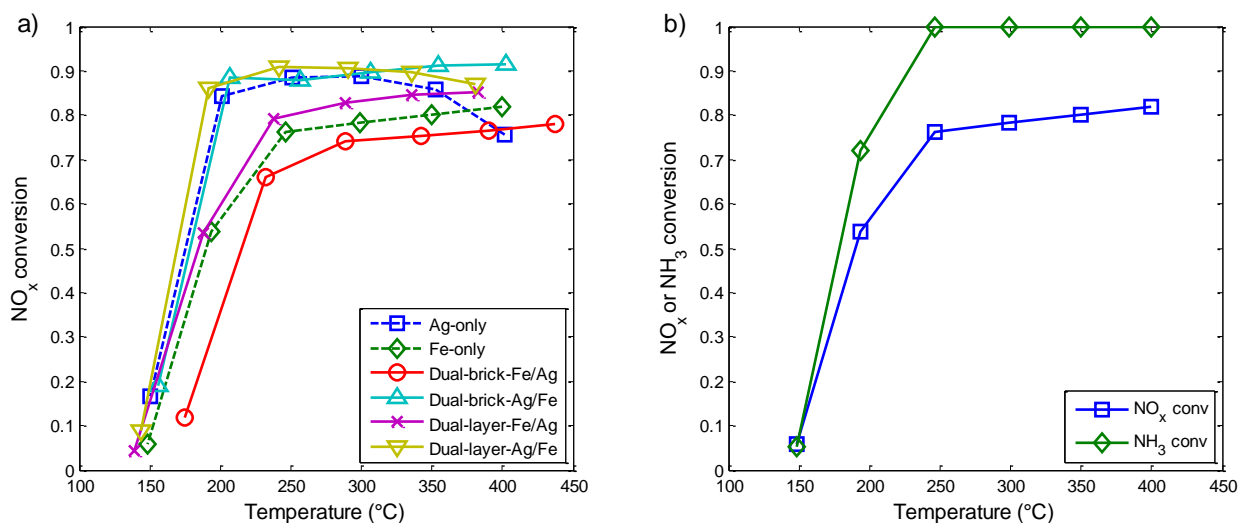 a)
NOₓ conversion
1
0.9
0.8
0.7
0.6
0.5
0.4
0.3
0.2
0.1
0
100 150 200 250 300 350 400 450
Temperature (°C)
Ag-only
Fe-only
Dual-brick-Fe/Ag
Dual-brick-Ag/Fe
Dual-layer-Fe/Ag
Dual-layer-Ag/Fe
b)
NOₓ or NH₃ conversion
1
0.9
0.8
0.7
0.6
0.5
0.4
0.3
0.2
0.1
0
100 150 200 250 300 350 400 450
Temperature (°C)
NOₓ conv
NH₃ conv